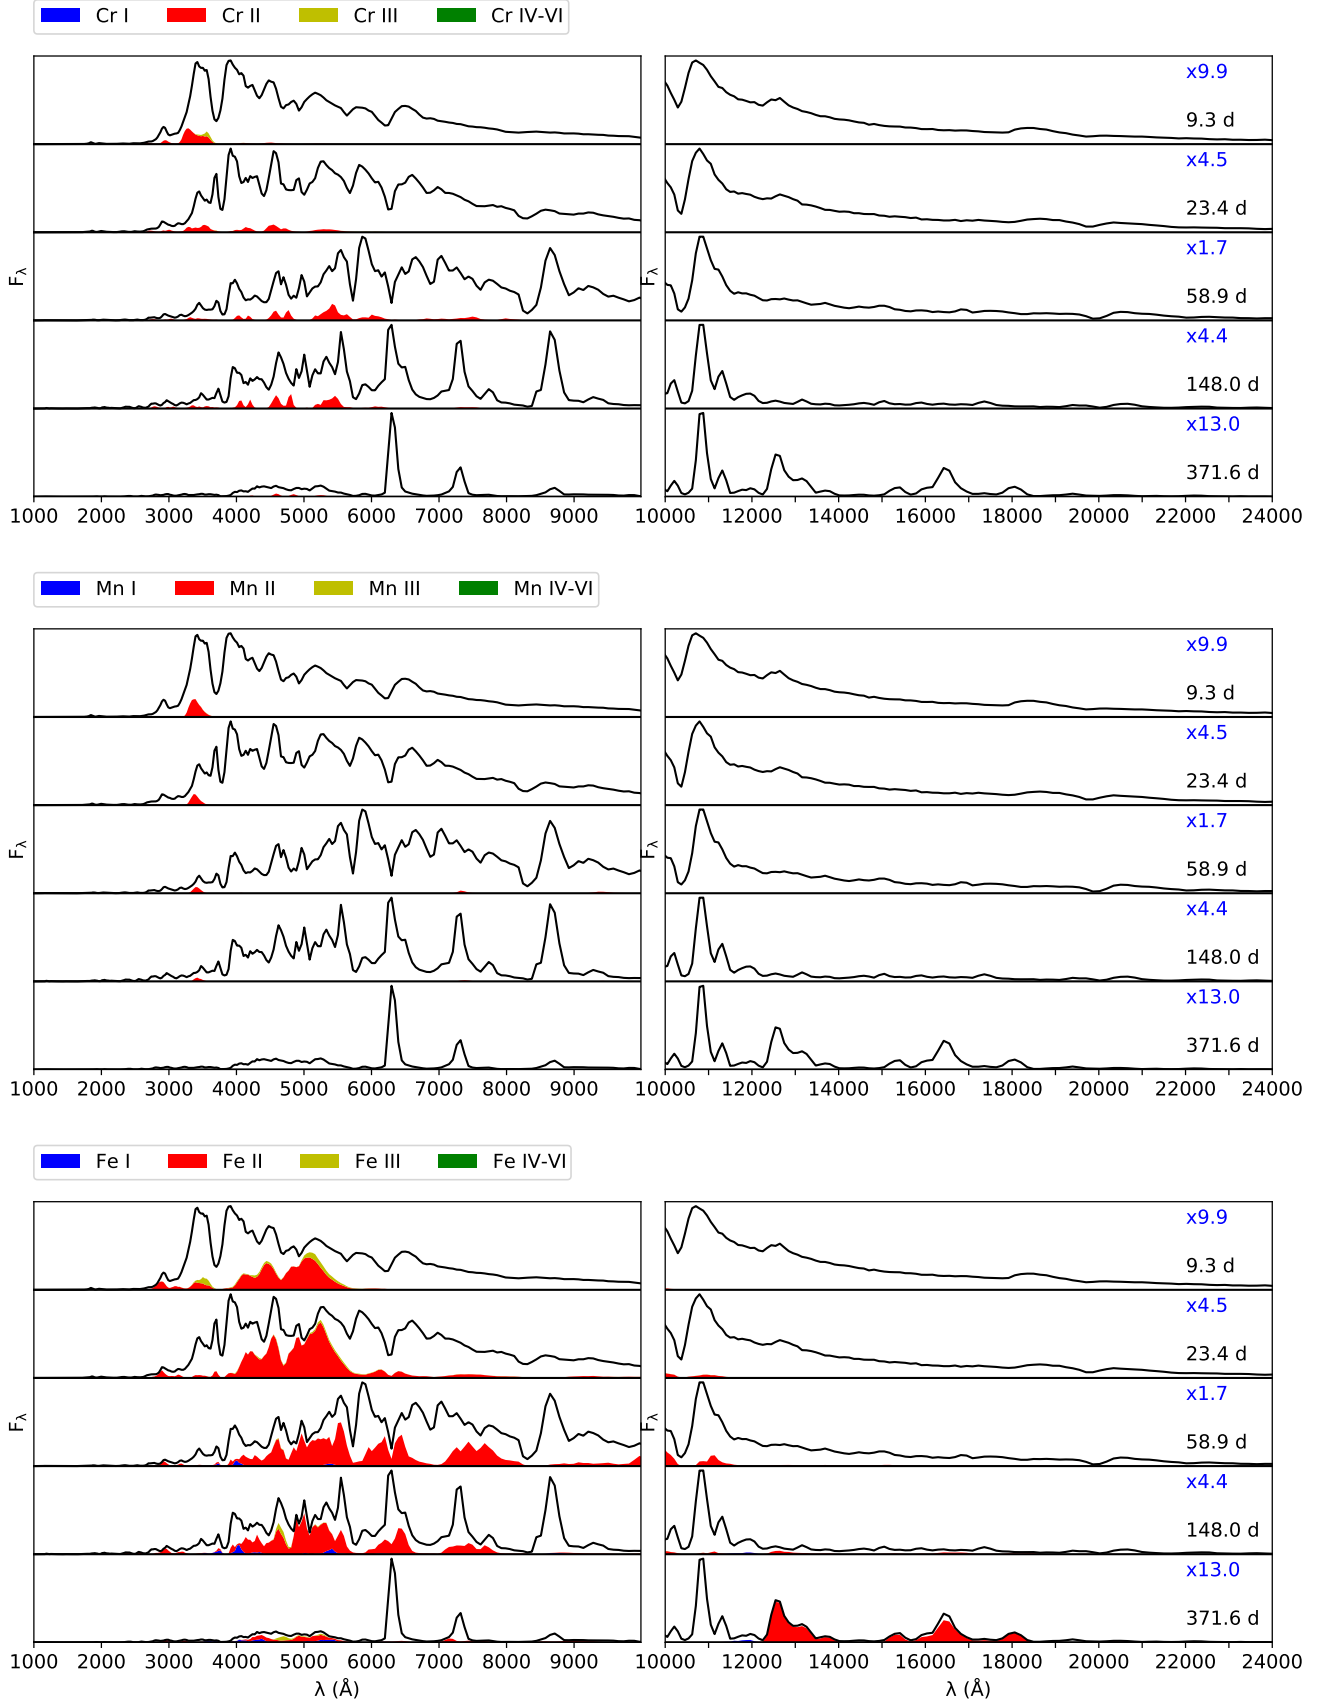 Cr I Cr II Cr III Cr IV-VI
x9.9
9.3 d
x4.5
23.4 d
x1.7
58.9 d
x4.4
148.0 d
x13.0
371.6 d
Fλ Fλ
1000 2000 3000 4000 5000 6000 7000 8000 9000 10000 12000 14000 16000 18000 20000 22000 24000
Mn I Mn II Mn III Mn IV-VI
x9.9
9.3 d
x4.5
23.4 d
x1.7
58.9 d
x4.4
148.0 d
x13.0
371.6 d
Fλ Fλ
1000 2000 3000 4000 5000 6000 7000 8000 9000 10000 12000 14000 16000 18000 20000 22000 24000
Fe I Fe II Fe III Fe IV-VI
x9.9
9.3 d
x4.5
23.4 d
x1.7
58.9 d
x4.4
148.0 d
x13.0
371.6 d
Fλ Fλ
1000 2000 3000 4000 5000 6000 7000 8000 9000 10000 12000 14000 16000 18000 20000 22000 24000
λ (Å) λ (Å)